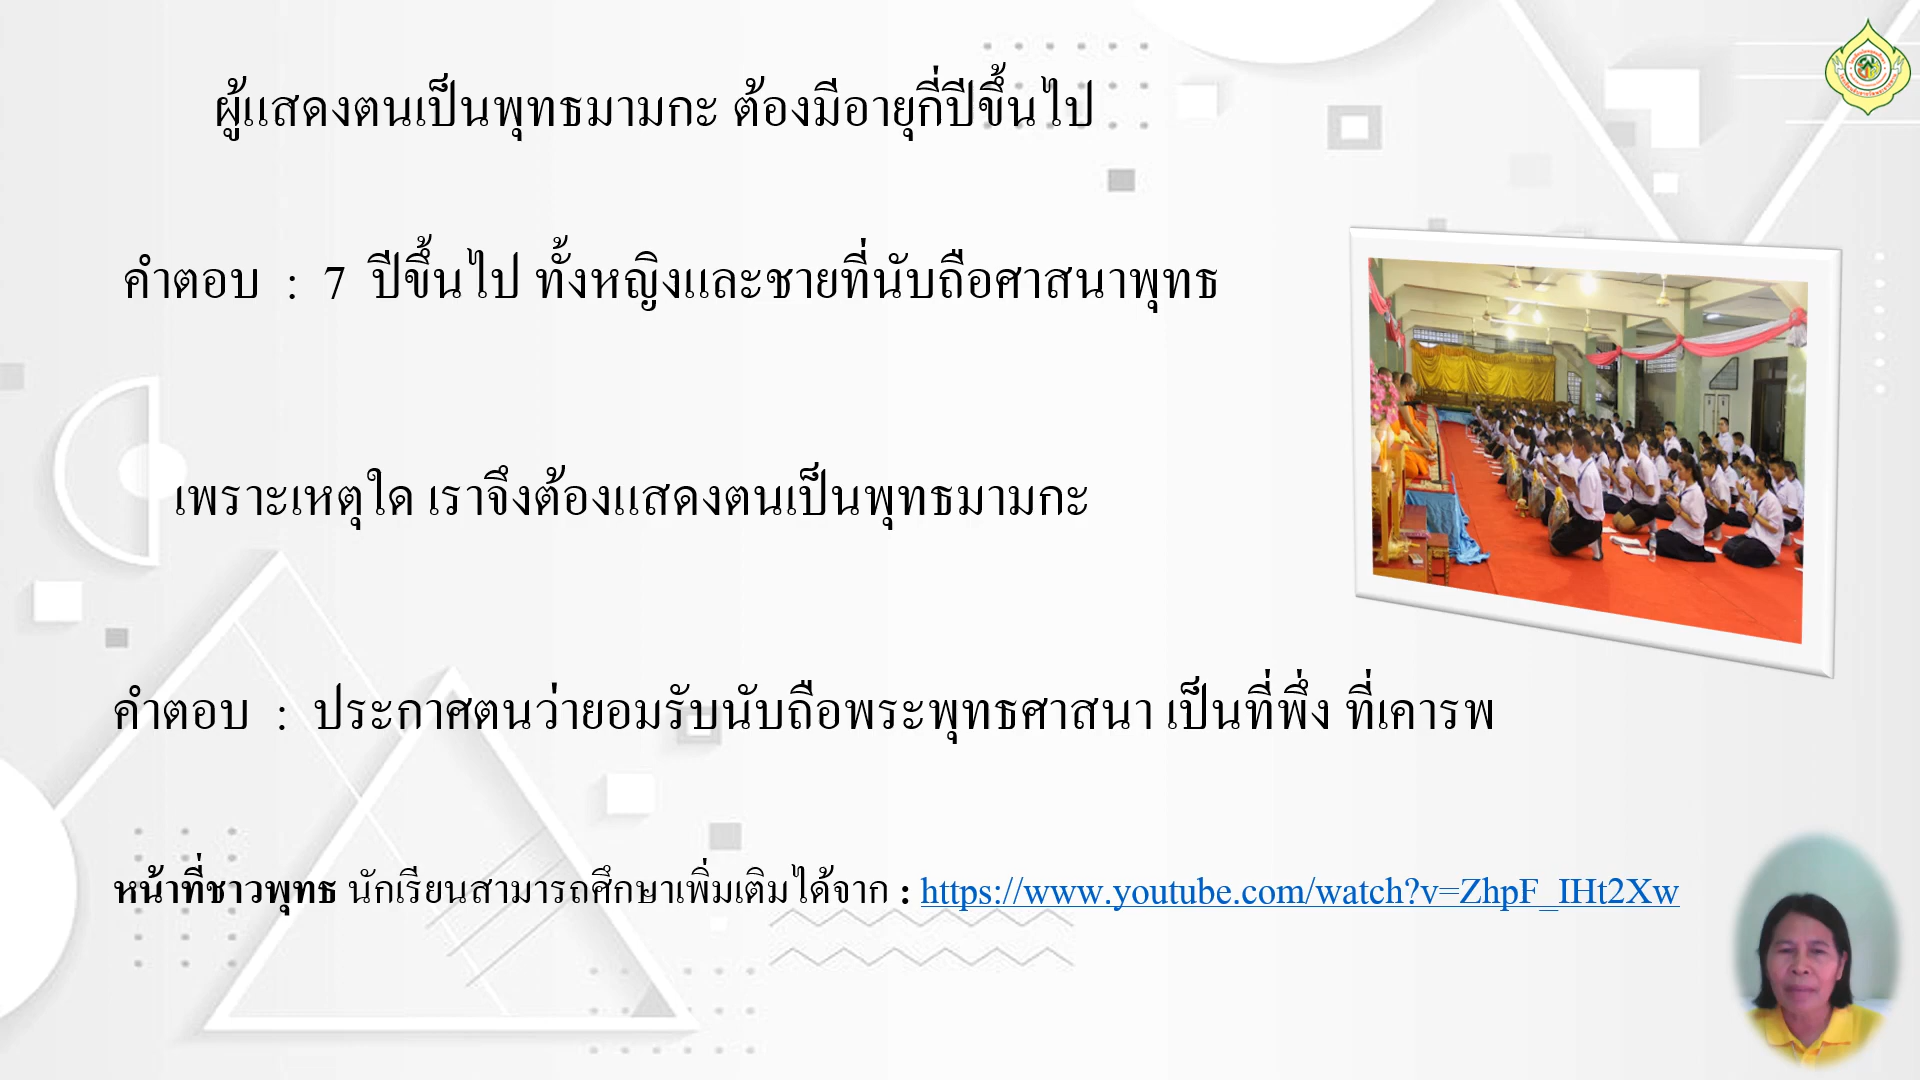 ผู้แสดงตนเป็นพุทธมามกะ ต้องมีอายุกี่ปีขึ้นไป
คำตอบ : 7 ปีขึ้นไป ทั้งหญิงและชายที่นับถือศาสนาพุทธ
เพราะเหตุใด เราจึงต้องแสดงตนเป็นพุทธมามกะ
คำตอบ : ประกาศตนว่ายอมรับนับถือพระพุทธศาสนา เป็นที่พึ่ง ที่เคารพ
หน้าที่ชาวพุทธ นักเรียนสามารถศึกษาเพิ่มเติมได้จาก : https://www.youtube.com/watch?v=ZhpF_IHt2Xw